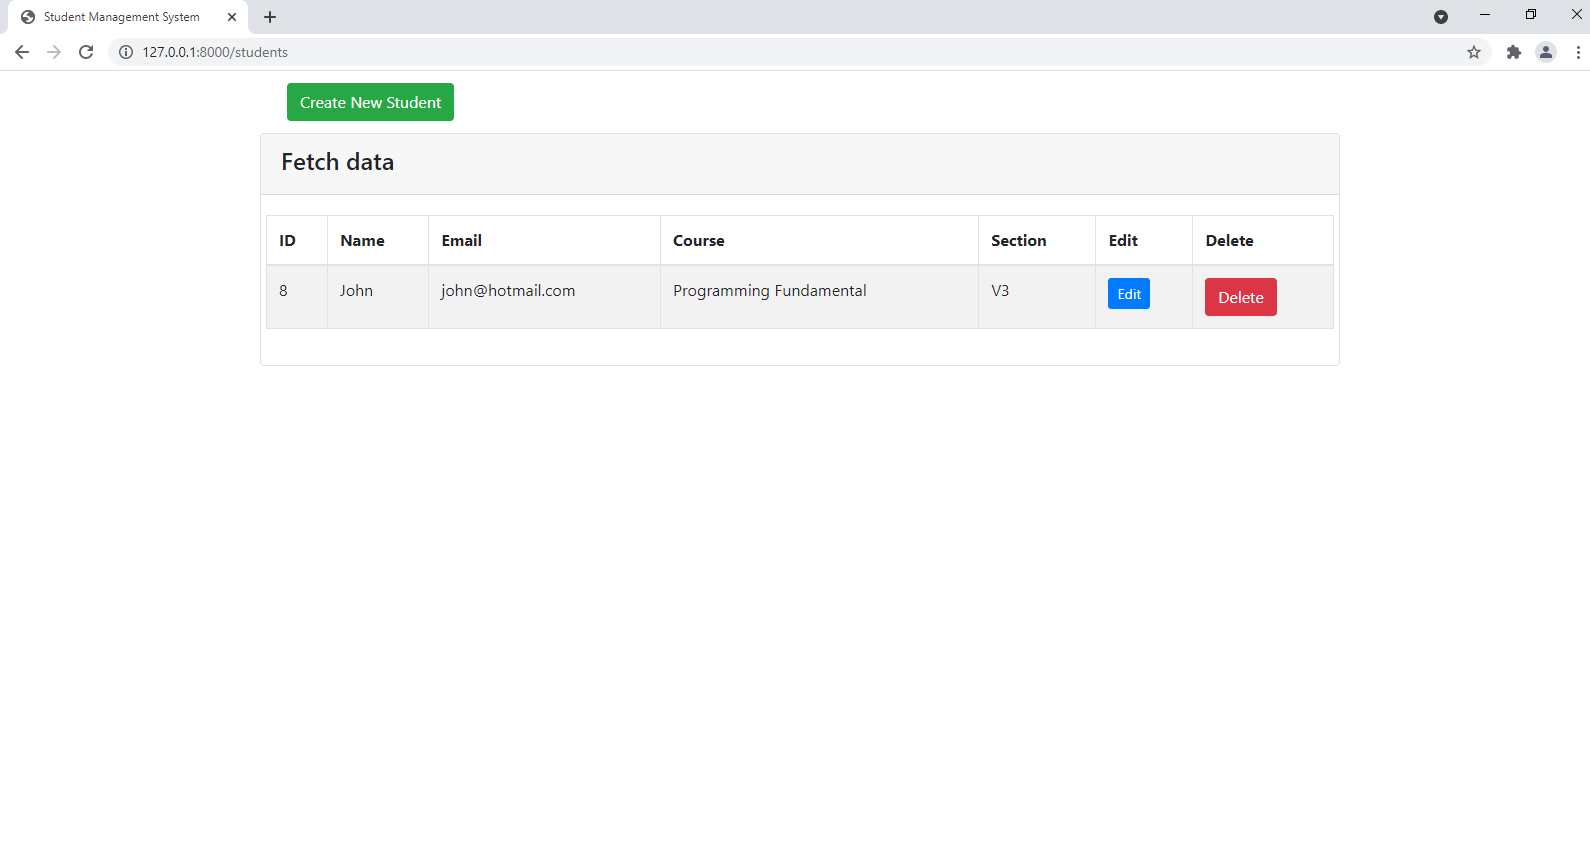 Student Management System
127.0.0.1:8000/students
Create New Student
Fetch data
ID Name Email Course Section Edit Delete
8 John john@hotmail.com Programming Fundamental V3 Edit Delete